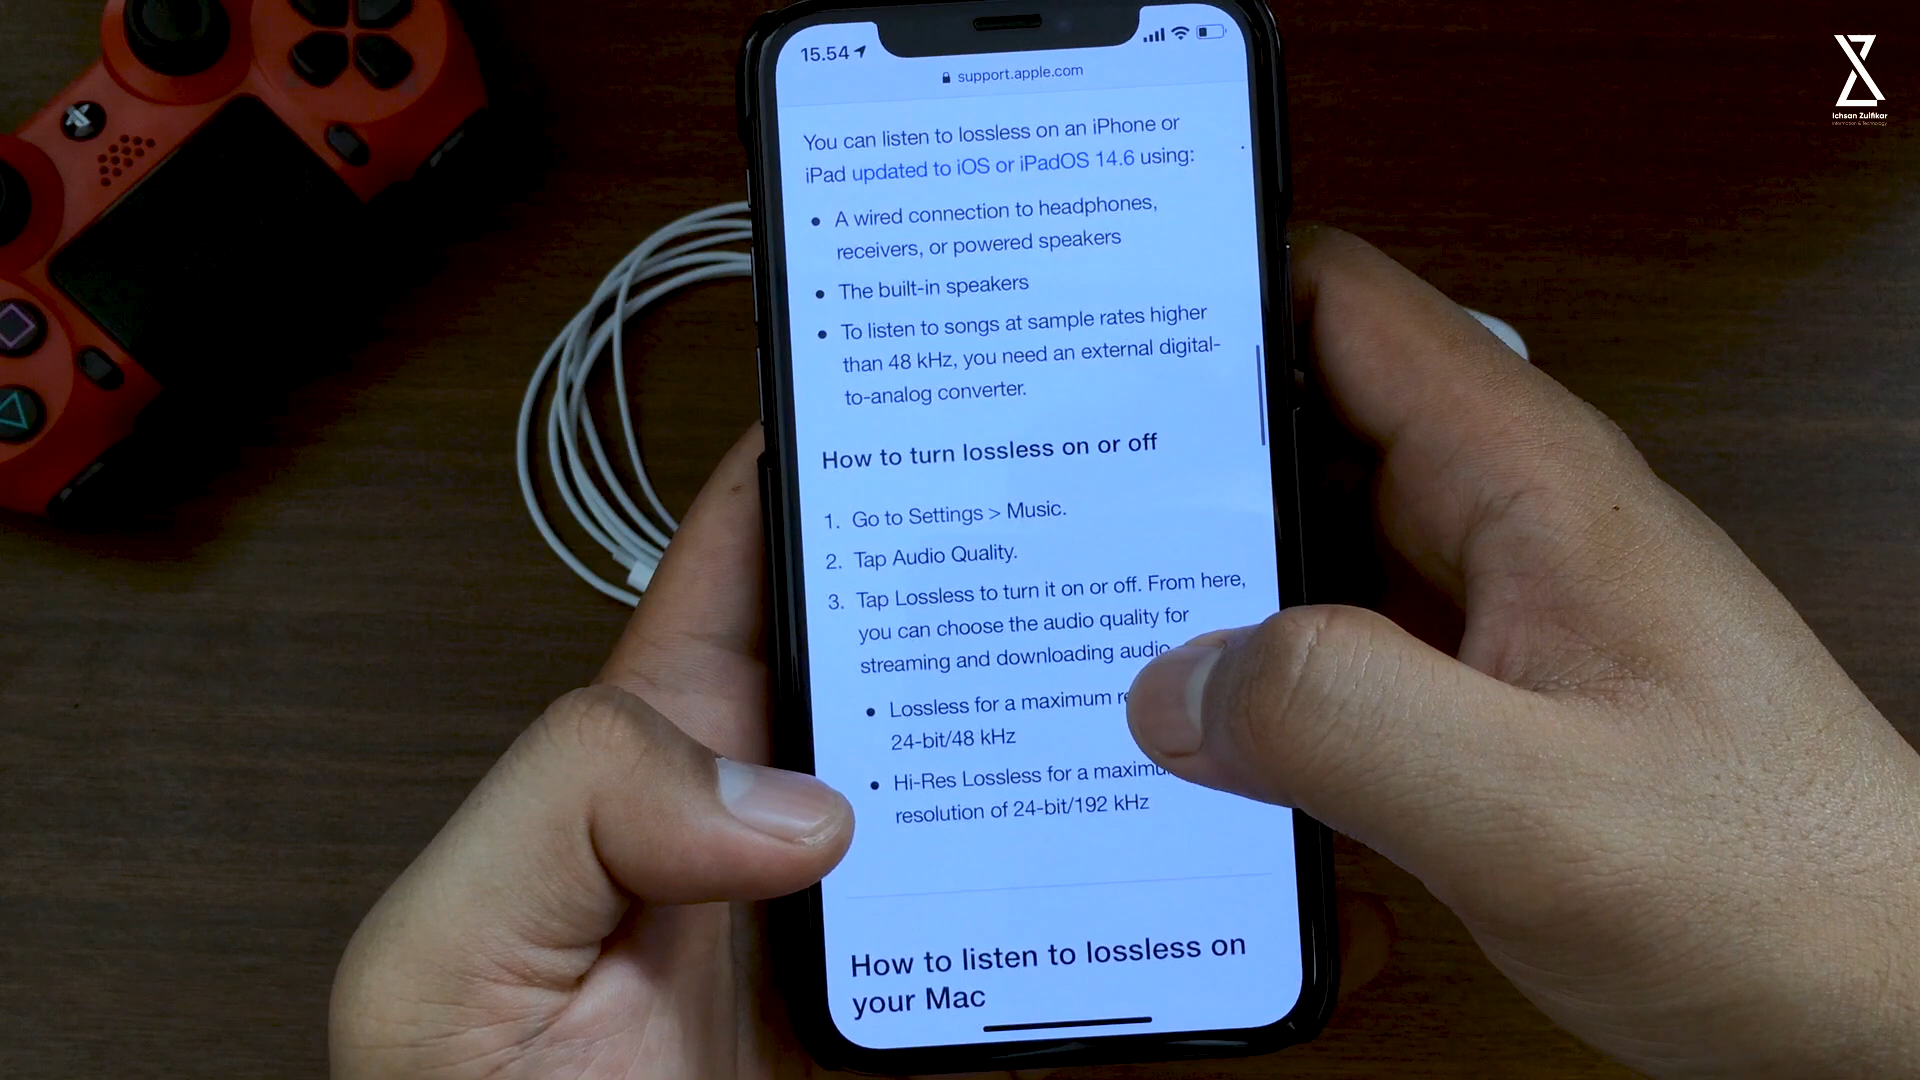 15.54
support.apple.com
You can listen to lossless on an iPhone or
iPad updated to iOS or iPadOS 14.6 using:
• A wired connection to headphones,
receivers, or powered speakers
• The built-in speakers
• To listen to songs at sample rates higher
than 48 kHz, you need an external digital-
to-analog converter.
How to turn lossless on or off
1. Go to Settings > Music.
2. Tap Audio Quality.
3. Tap Lossless to turn it on or off. From here,
you can choose the audio quality for
streaming and downloading audio
• Lossless for a maximum
24-bit/48 kHz
• Hi-Res Lossless for a
resolution of 24-bit/192 kHz
How to listen to lossless on
your Mac
Ichsan Zulfikar
Information & Technology